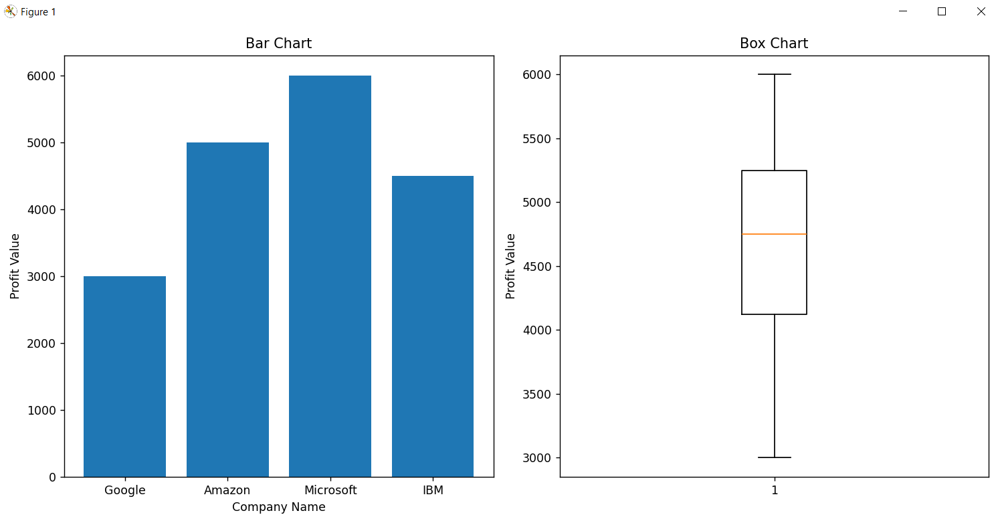 Figure 1
Bar Chart
6000
5000
4000
3000
2000
1000
0
Profit Value
Google Amazon Microsoft IBM
Company Name
Box Chart
6000
5500
5000
4500
4000
3500
3000
Profit Value
1